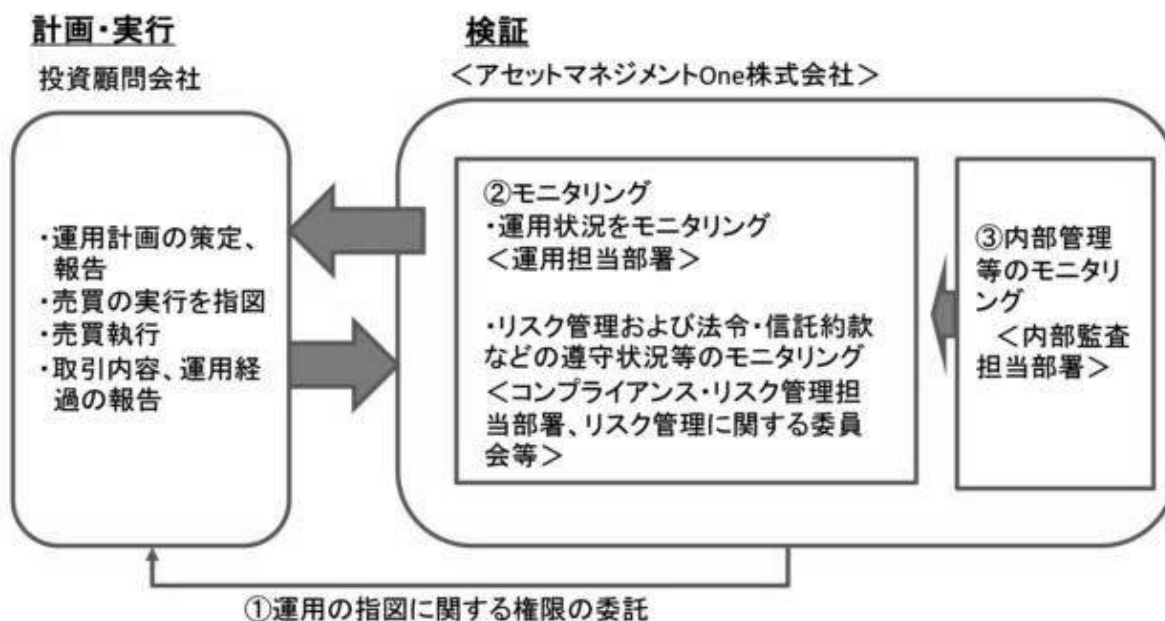 計画・実行
投資顧問会社
・運用計画の策定、
報告
・売買の実行を指図
・売買執行
・取引内容、運用経
過の報告
検証
＜アセットマネジメントOne株式会社＞
②モニタリング
・運用状況をモニタリング
＜運用担当部署＞
・リスク管理および法令・信託約款
などの遵守状況等のモニタリング
＜コンプライアンス・リスク管理担
当部署、リスク管理に関する委員
会等＞
③内部管理
等のモニタリ
ング
＜内部監査
担当部署＞
①運用の指図に関する権限の委託